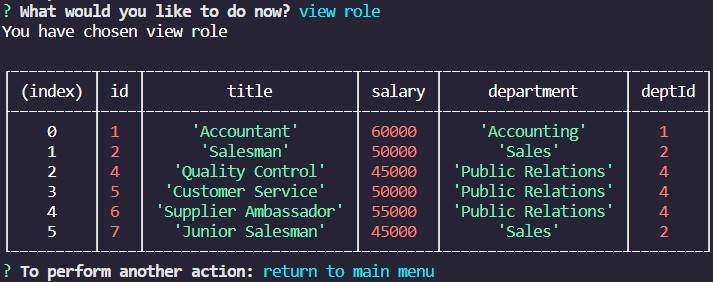 ? What would you like to do now? view role
You have chosen view role
(index) id title salary department deptId
0 1 'Accountant' 60000 'Accounting' 1
1 2 'Salesman' 50000 'Sales' 2
2 4 'Quality Control' 45000 'Public Relations' 4
3 5 'Customer Service' 50000 'Public Relations' 4
4 6 'Supplier Ambassador' 55000 'Public Relations' 4
5 7 'Junior Salesman' 45000 'Sales' 2
? To perform another action: return to main menu